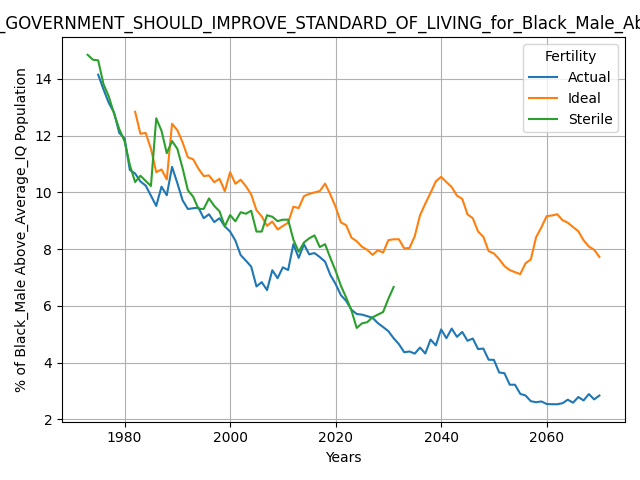 _GOVERNMENT_SHOULD_IMPROVE_STANDARD_OF_LIVING_for_Black_Male_Ab
Fertility
Actual
Ideal
Sterile
% of Black_Male Above_Average_IQ Population
14
12
10
8
6
4
2
1980 2000 2020 2040 2060
Years